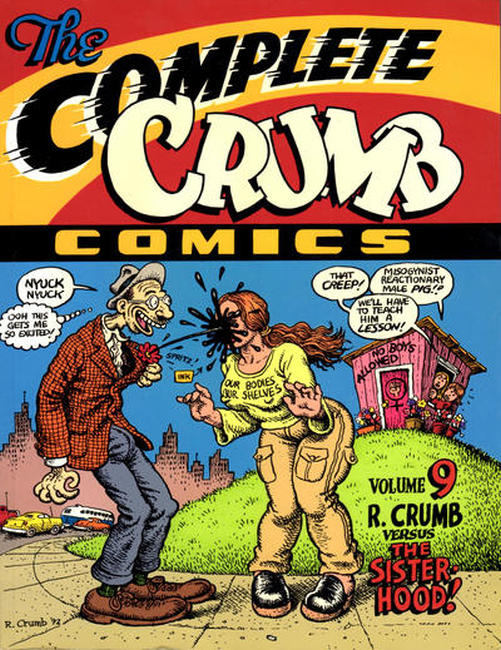 The
COMPLETE
CRUMB
COMICS
NYUCK
NYUCK
OOH THIS
GETS ME
SO EXCITED!
SPRITZ!
INK
OUR BODIES,
OUR SHELVES
THAT
CREEP!
MISOGYNIST
REACTIONARY
MALE PIG!!
WE'LL HAVE
TO TEACH
HIM A
LESSON!
NO BOYS
ALOWED
VOLUME 9
R. CRUMB
VERSUS
THE
SISTER-
HOOD!
R. Crumb '92